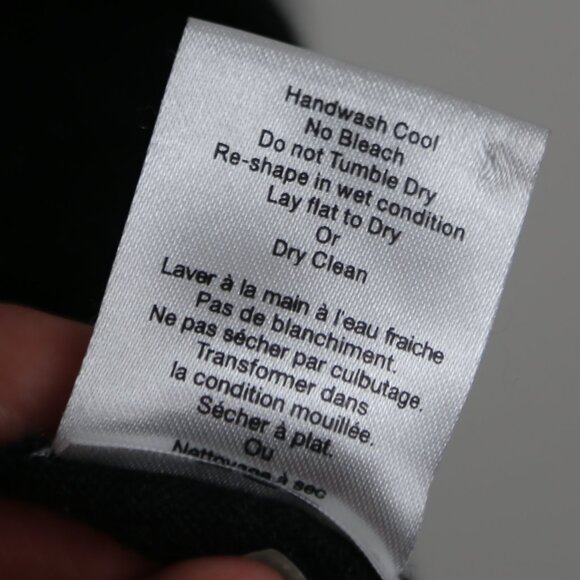 Handwash Cool
No Bleach
Do not Tumble Dry
Re-shape in wet condition
Lay flat to Dry
Or
Dry Clean
Laver à la main à l'eau fraiche
Pas de blanchiment.
Ne pas sécher par culbutage.
Transformer dans
la condition mouillée.
Sécher à plat.
Ou
Nettoyage à sec